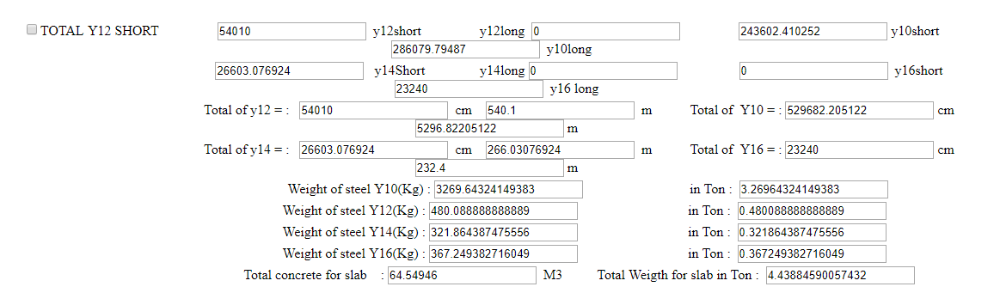 TOTAL Y12 SHORT 54010 y12short y12long 0 243602.410252 y10short
286079.79487 y10long
26603.076924 y14Short y14long 0 0 y16short
23240 y16 long
Total of y12 = : 54010 cm 540.1 m Total of Y10 = : 529682.205122 cm
5296.82205122 m
Total of y14 = : 26603.076924 cm 266.03076924 m Total of Y16 = : 23240 cm
232.4 m
Weight of steel Y10(Kg) : 3269.64324149383 in Ton : 3.26964324149383
Weight of steel Y12(Kg) : 480.088888888889 in Ton : 0.480088888888889
Weight of steel Y14(Kg) : 321.864387475556 in Ton : 0.321864387475556
Weight of steel Y16(Kg) : 367.249382716049 in Ton : 0.367249382716049
Total concrete for slab : 64.54946 M3 Total Weigth for slab in Ton : 4.43884590057432